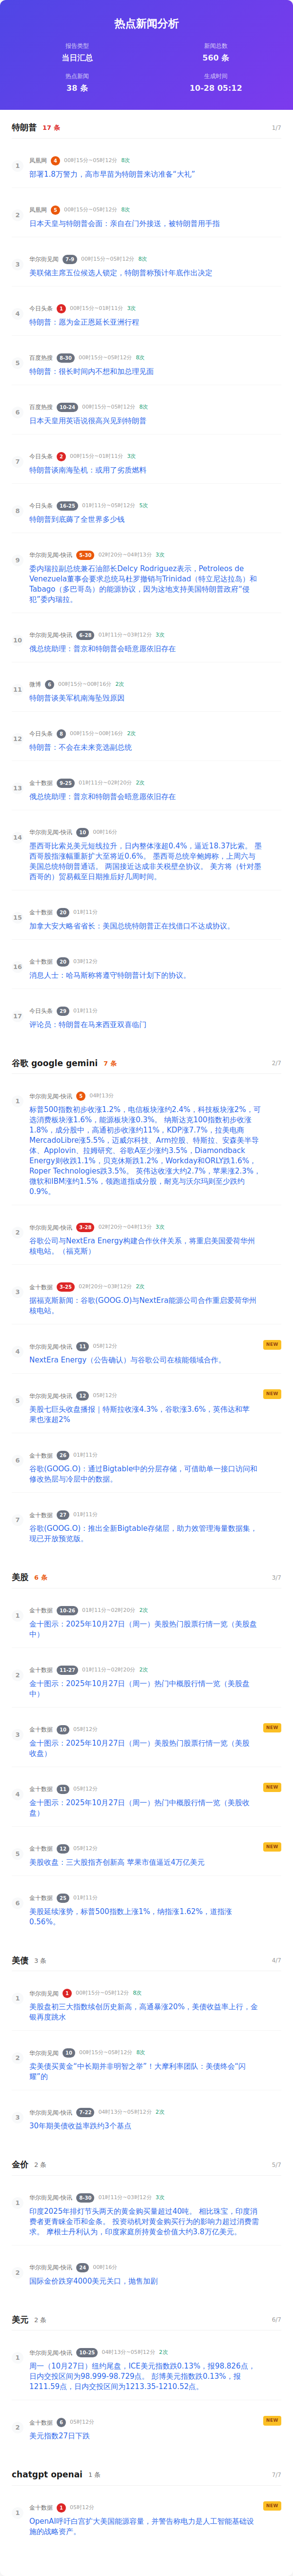 热点新闻分析
报告类型
新闻总数
当日汇总
560 条
热点新闻
生成时间
38 条
10-28 05:12
特朗普 17 条 1/7
1
凤凰网 4 00时15分~05时12分 8次
部署1.8万警力，高市早苗为特朗普来访准备“大礼”
2
凤凰网 5 00时15分~05时12分 8次
日本天皇与特朗普会面：亲自在门外接送，被特朗普用手指
3
华尔街见闻 7-9 00时15分~05时12分 8次
美联储主席五位候选人锁定，特朗普称预计年底作出决定
4
今日头条 1 00时15分~01时11分 3次
特朗普：愿为金正恩延长亚洲行程
5
百度热搜 8-30 00时15分~05时12分 8次
特朗普：很长时间内不想和加总理见面
6
百度热搜 10-24 00时15分~05时12分 8次
日本天皇用英语说很高兴见到特朗普
7
今日头条 2 00时15分~01时11分 3次
特朗普谈南海坠机：或用了劣质燃料
8
今日头条 16-25 01时11分~05时12分 5次
特朗普到底薅了全世界多少钱
9
华尔街见闻-快讯 5-30 02时20分~04时13分 3次
委内瑞拉副总统兼石油部长Delcy Rodriguez表示，Petroleos de
Venezuela董事会要求总统马杜罗撤销与Trinidad（特立尼达岛）和
Tobago（多巴哥岛）的能源协议，因为这地支持美国特朗普政府“侵
犯”委内瑞拉。
10
华尔街见闻-快讯 6-28 01时11分~03时12分 3次
俄总统助理：普京和特朗普会晤意愿依旧存在
11
微博 6 00时15分~00时16分 2次
特朗普谈美军机南海坠毁原因
12
今日头条 8 00时15分~00时16分 2次
特朗普：不会在未来竞选副总统
13
金十数据 9-25 01时11分~02时20分 2次
俄总统助理：普京和特朗普会晤意愿依旧存在
14
华尔街见闻-快讯 10 00时16分
墨西哥比索兑美元短线拉升，日内整体涨超0.4%，逼近18.37比索。 墨
西哥股指涨幅重新扩大至将近0.6%。 墨西哥总统辛鲍姆称，上周六与
美国总统特朗普通话。 两国接近达成非关税壁垒协议。 美方将（针对墨
西哥的）贸易截至日期推后好几周时间。
15
金十数据 20 01时11分
加拿大安大略省省长：美国总统特朗普正在找借口不达成协议。
16
金十数据 20 03时12分
消息人士：哈马斯称将遵守特朗普计划下的协议。
17
今日头条 29 01时11分
评论员：特朗普在马来西亚双喜临门
谷歌 google gemini 7 条 2/7
1
华尔街见闻-快讯 5 04时13分
标普500指数初步收涨1.2%，电信板块涨约2.4%，科技板块涨2%，可
选消费板块涨1.6%，能源板块涨0.3%。 纳斯达克100指数初步收涨
1.8%，成分股中，高通初步收涨约11%，KDP涨7.7%，拉美电商
MercadoLibre涨5.5%，迈威尔科技、Arm控股、特斯拉、安森美半导
体、Applovin、拉姆研究、谷歌A至少涨约3.5%，Diamondback
Energy则收跌1.1%，贝克休斯跌1.2%，Workday和ORLY跌1.6%，
Roper Technologies跌3.5%。 英伟达收涨大约2.7%，苹果涨2.3%，
微软和IBM涨约1.5%，领跑道指成分股，耐克与沃尔玛则至少跌约
0.9%。
2
华尔街见闻-快讯 3-28 02时20分~04时13分 3次
谷歌公司与NextEra Energy构建合作伙伴关系，将重启美国爱荷华州
核电站。（福克斯）
3
金十数据 3-25 02时20分~03时12分 2次
据福克斯新闻：谷歌(GOOG.O)与NextEra能源公司合作重启爱荷华州
核电站。
4
华尔街见闻-快讯 11 05时12分 NEW
NextEra Energy（公告确认）与谷歌公司在核能领域合作。
5
华尔街见闻-快讯 12 05时12分 NEW
美股七巨头收盘播报｜特斯拉收涨4.3%，谷歌涨3.6%，英伟达和苹
果也涨超2%
6
金十数据 26 01时11分
谷歌(GOOG.O)：通过Bigtable中的分层存储，可借助单一接口访问和
修改热层与冷层中的数据。
7
金十数据 27 01时11分
谷歌(GOOG.O)：推出全新Bigtable存储层，助力效管理海量数据集，
现已开放预览版。
美股 6 条 3/7
1
金十数据 10-26 01时11分~02时20分 2次
金十图示：2025年10月27日（周一）美股热门股票行情一览（美股盘
中）
2
金十数据 11-27 01时11分~02时20分 2次
金十图示：2025年10月27日（周一）热门中概股行情一览（美股盘
中）
3
金十数据 10 05时12分 NEW
金十图示：2025年10月27日（周一）美股热门股票行情一览（美股
收盘）
4
金十数据 11 05时12分 NEW
金十图示：2025年10月27日（周一）热门中概股行情一览（美股收
盘）
5
金十数据 12 05时12分 NEW
美股收盘：三大股指齐创新高 苹果市值逼近4万亿美元
6
金十数据 25 01时11分
美股延续涨势，标普500指数上涨1%，纳指涨1.62%，道指涨
0.56%。
美债 3 条 4/7
1
华尔街见闻 1 00时15分~05时12分 8次
美股盘初三大指数续创历史新高，高通暴涨20%，美债收益率上行，金
银再度跳水
2
华尔街见闻 10 00时15分~05时12分 8次
卖美债买黄金“中长期并非明智之举”！大摩利率团队：美债终会“闪
耀”的
3
华尔街见闻-快讯 7-22 04时13分~05时12分 2次
30年期美债收益率跌约3个基点
金价 2 条 5/7
1
华尔街见闻-快讯 8-30 01时11分~03时12分 3次
印度2025年排灯节头两天的黄金购买量超过40吨。 相比珠宝，印度消
费者更青睐金币和金条。 投资动机对黄金购买行为的影响力超过消费需
求。 摩根士丹利认为，印度家庭所持黄金价值大约3.8万亿美元。
2
华尔街见闻-快讯 24 00时16分
国际金价跌穿4000美元关口，抛售加剧
美元 2 条 6/7
1
华尔街见闻-快讯 10-25 04时13分~05时12分 2次
周一（10月27日）纽约尾盘，ICE美元指数跌0.13%，报98.826点，
日内交投区间为98.999-98.729点。 彭博美元指数跌0.13%，报
1211.59点，日内交投区间为1213.35-1210.52点。
2
金十数据 6 05时12分 NEW
美元指数27日下跌
chatgpt openai 1 条 7/7
1
金十数据 1 05时12分 NEW
OpenAI呼吁白宫扩大美国能源容量，并警告称电力是人工智能基础设
施的战略资产。